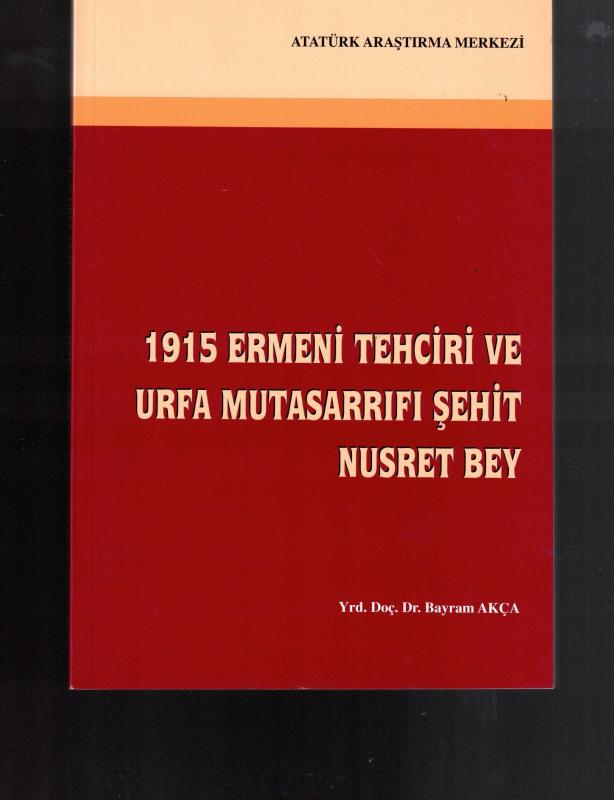 ATATÜRK ARAŞTIRMA MERKEZİ
1915 ERMENİ TEHCİRİ VE
URFA MUTASARRIFI ŞEHİT
NUSRET BEY
Yrd. Doç. Dr. Bayram AKÇA